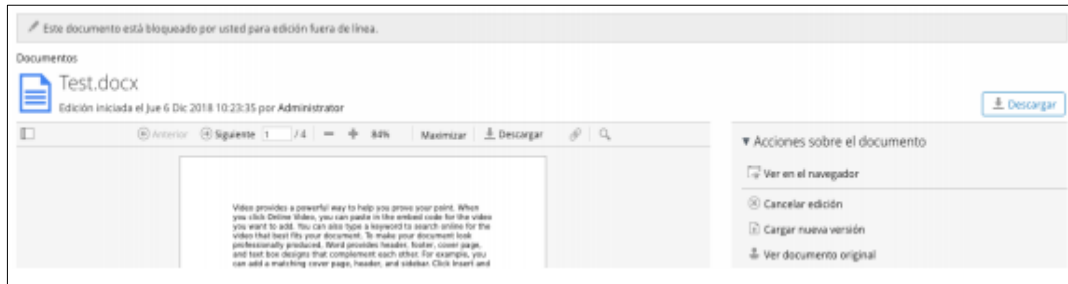 Este documento está bloqueado por usted para edición fuera de línea.
Documentos
Test.docx
Edición iniciada el Jue 6 Dic 2018 10:23:35 por Administrator
Descargar
Anterior Siguiente 1 / 4 84% Maximizar Descargar
Acciones sobre el documento
Ver en el navegador
Cancelar edición
Cargar nueva versión
Ver documento original
Video provides a powerful way to help you prove your point. When
you click Online Video, you can paste in the embed code for the video
you want to add. You can also type a keyword to search online for the
video that best fits your document. To make your document look
professionally produced, Word provides header, footer, cover page,
and text box designs that complement each other. For example, you
can add a matching cover page, header, and sidebar. Click Insert and